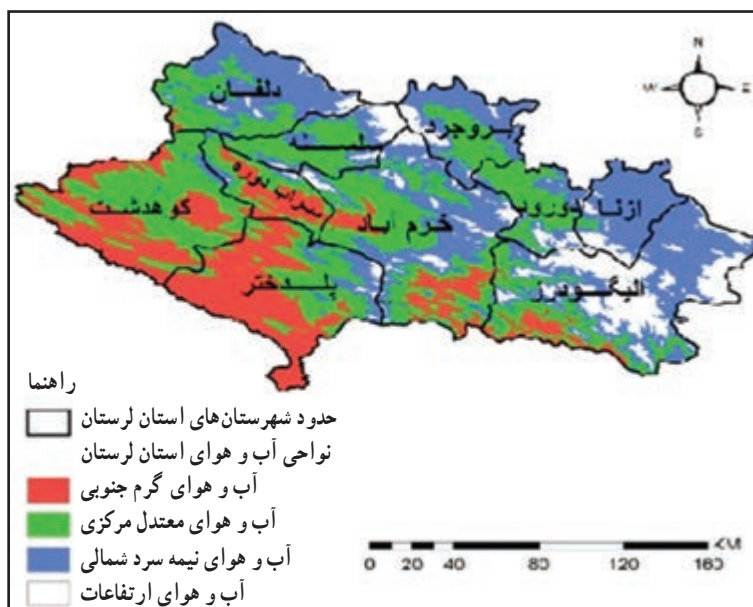 N
W
E
S
دلفان
سلسله
بروجرد
سراب دوره
کوهدشت
خرم آباد
دورود
ازنا
پلدختر
الیگودرز
راهنما
حدود شهرستان‌های استان لرستان
نواحی آب و هوای استان لرستان
آب و هوای گرم جنوبی
آب و هوای معتدل مرکزی
آب و هوای نیمه سرد شمالی
آب و هوای ارتفاعات
KM
0 20 40 80 120 160